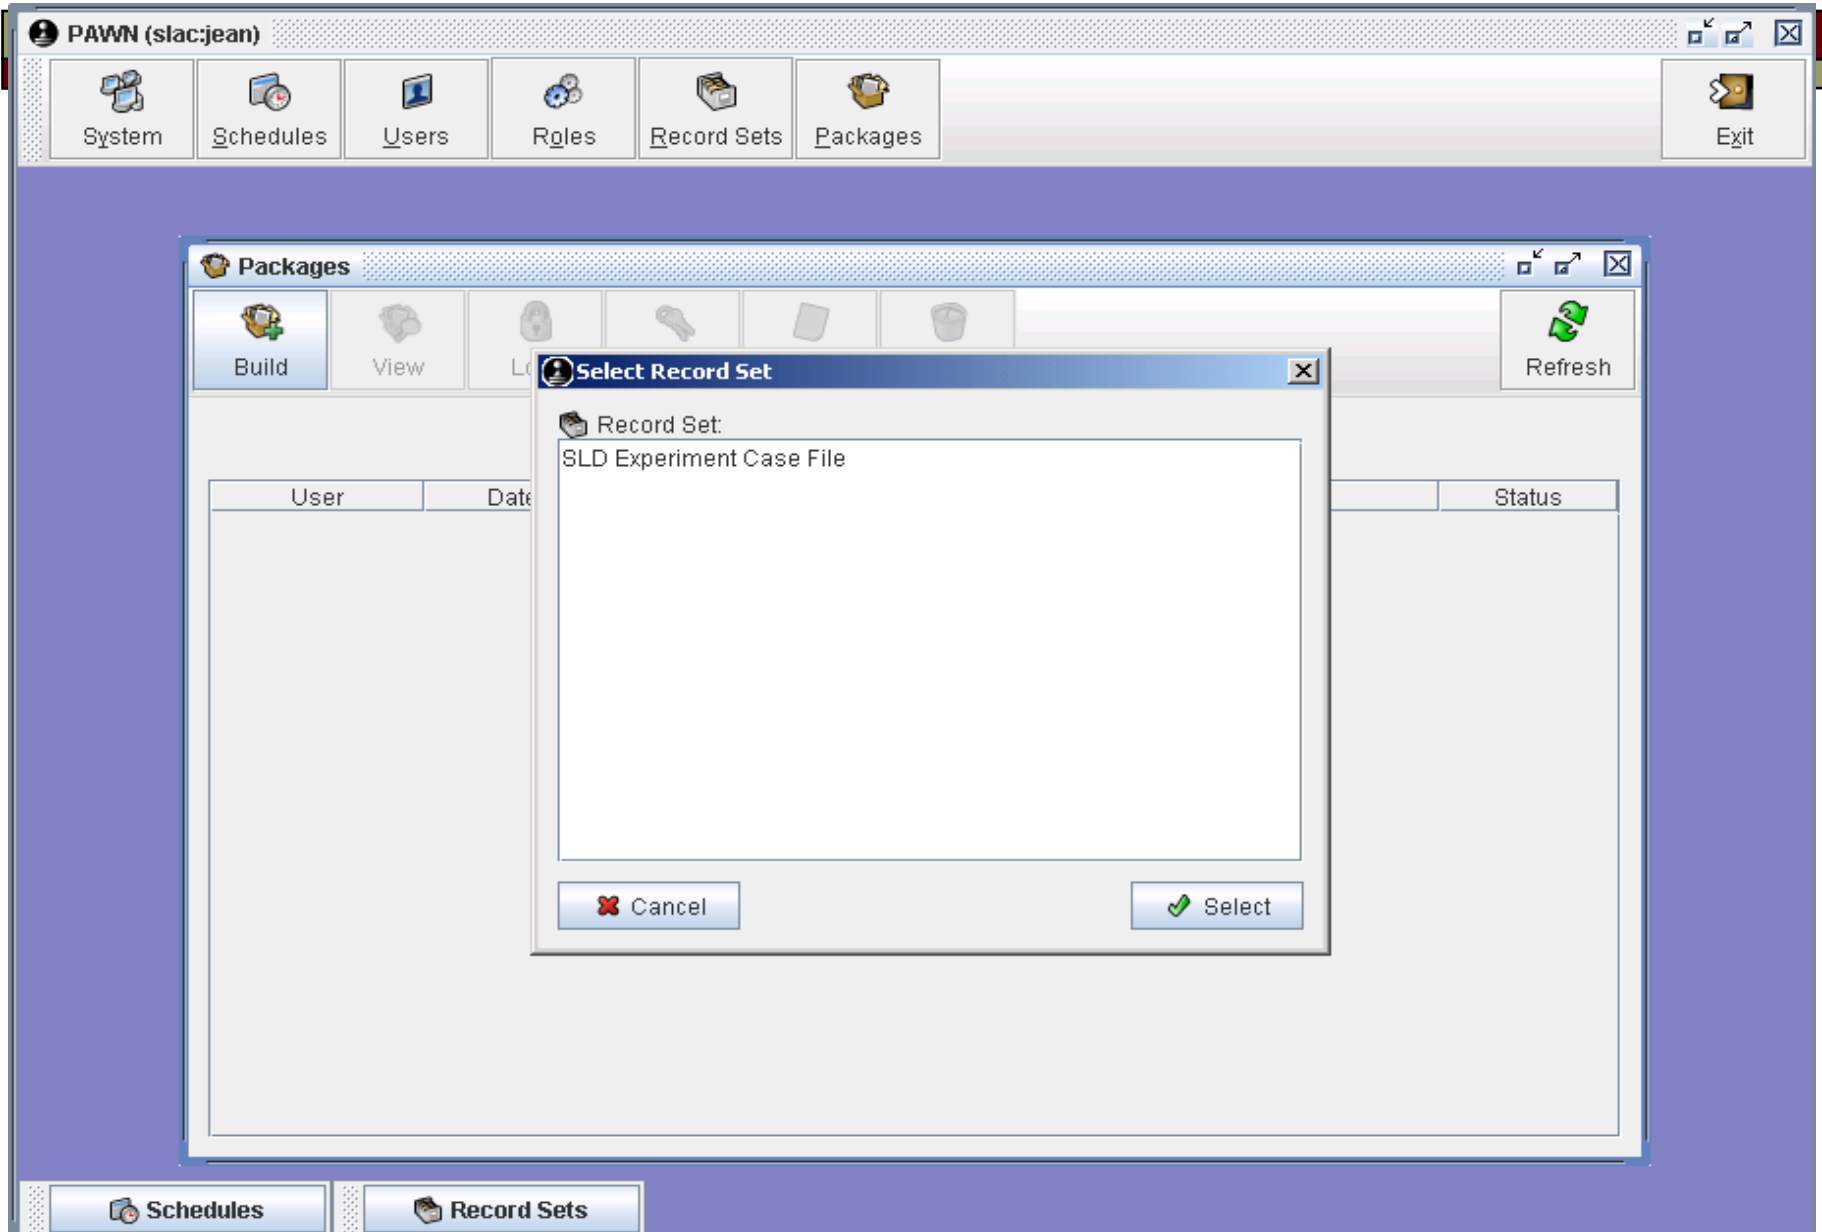 PAWN (slac:jean)
System Schedules Users Roles Record Sets Packages Exit
Packages
Build View Refresh
Select Record Set
Record Set:
SLD Experiment Case File
User Date Status
Cancel Select
Schedules Record Sets